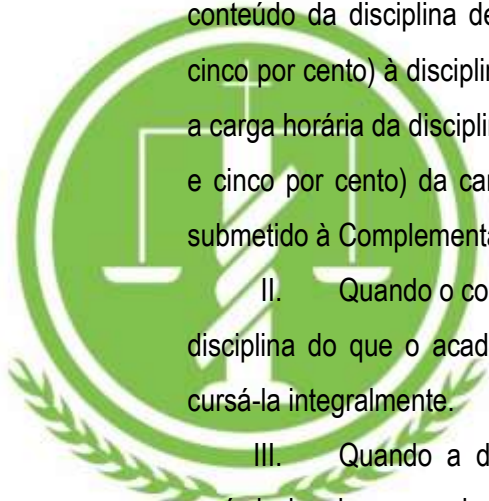 conteúdo da disciplina de
cinco por cento) à disciplin
a carga horária da disciplin
e cinco por cento) da car
submetido à Complementa
II. Quando o co
disciplina do que o acad
cursá-la integralmente.
III. Quando a d